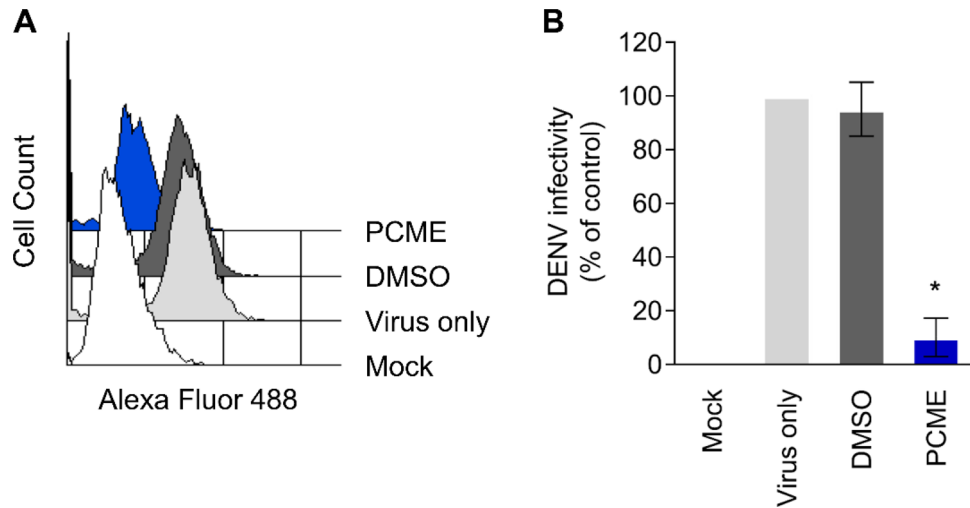 A
Cell Count
PCME
DMSO
Virus only
Mock
Alexa Fluor 488
B
DENV infectivity
(% of control)
120
100
80
60
40
20
0
*
Mock
Virus only
DMSO
PCME